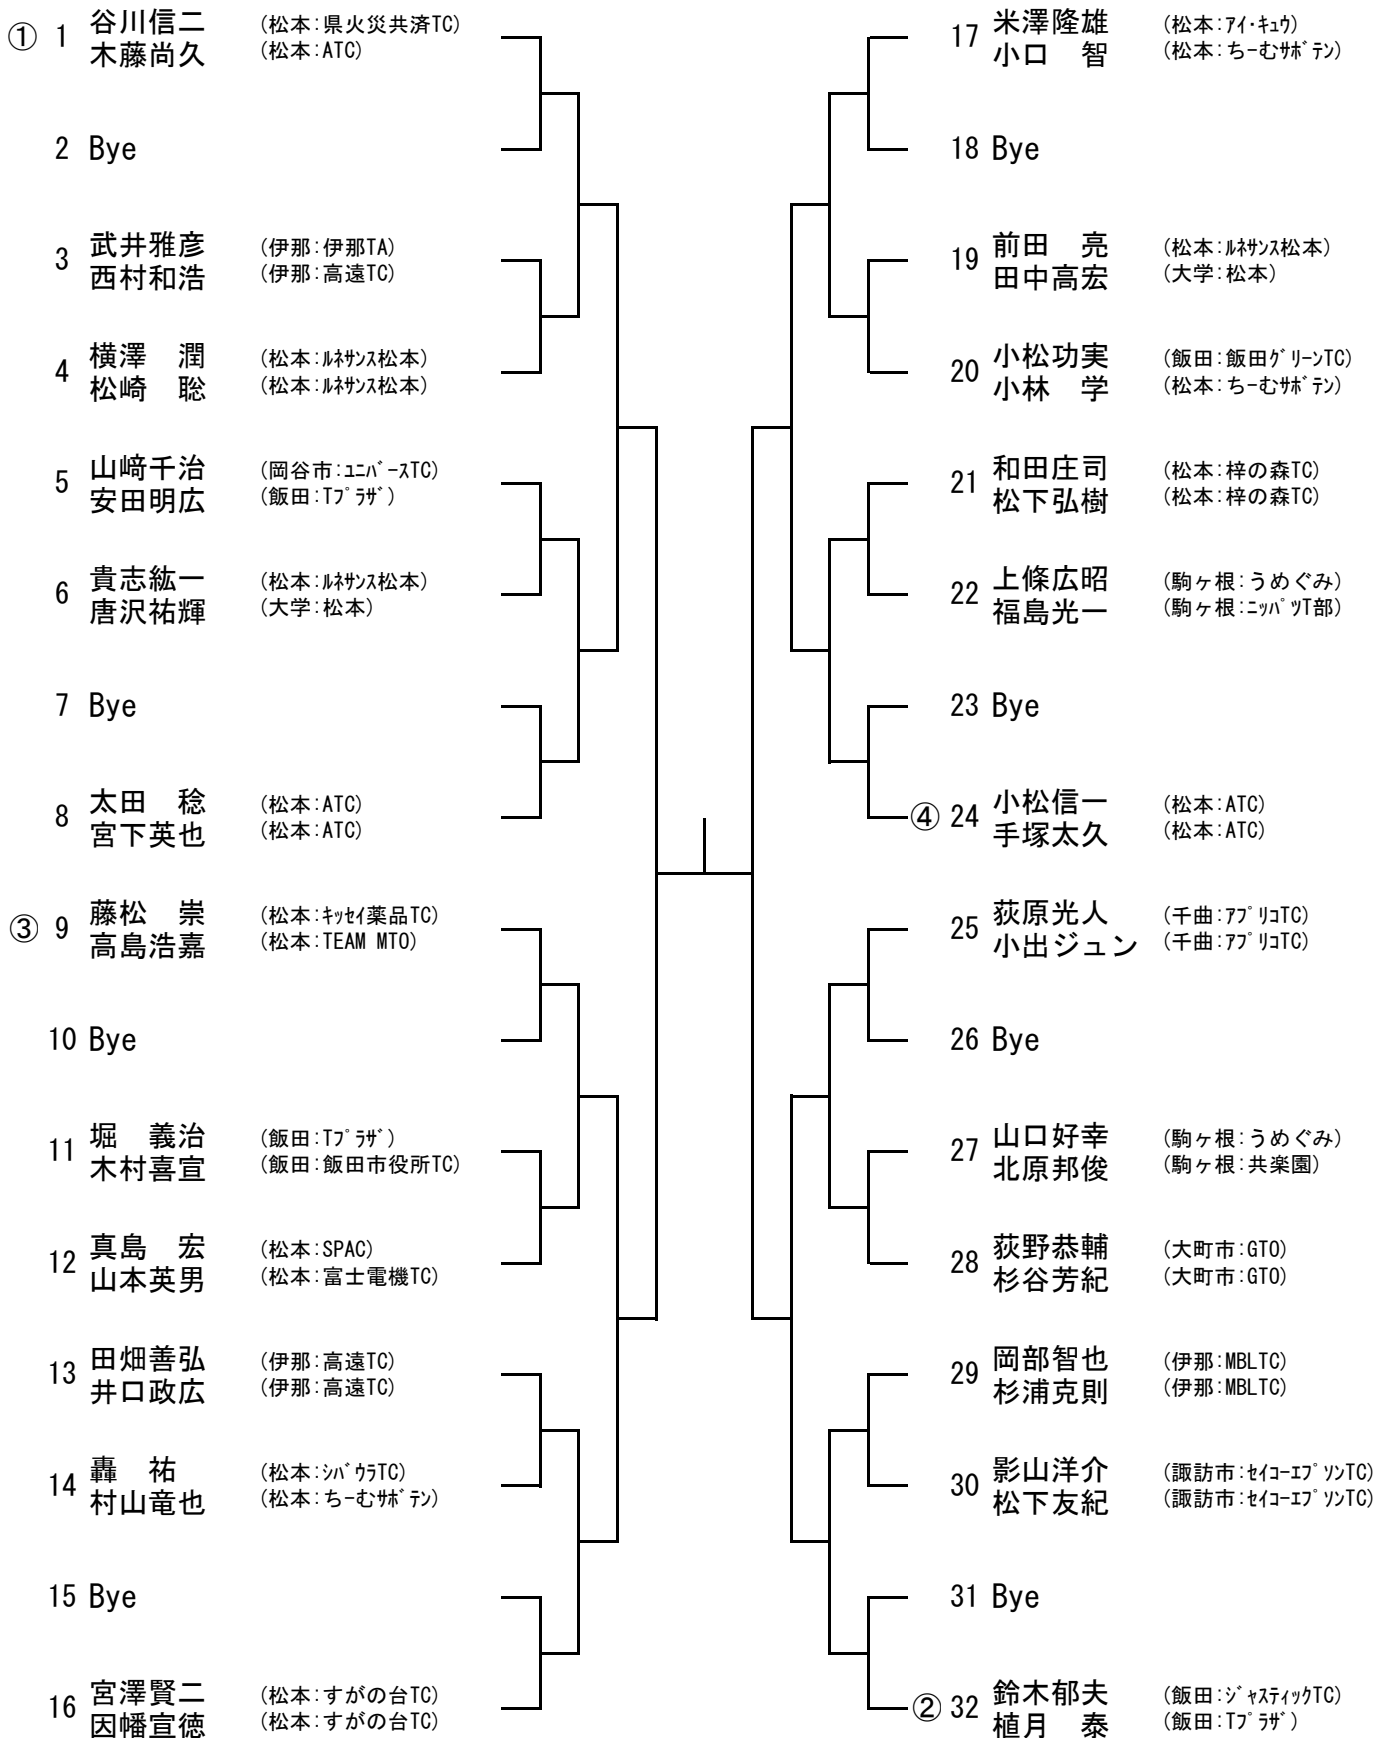 ① 1 谷川信二 (松本:県火災共済TC)
木藤尚久 (松本:ATC)
2 Bye
3 武井雅彦 (伊那:伊那TA)
西村和浩 (伊那:高遠TC)
4 横澤　潤 (松本:ﾙﾈｻﾝｽ松本)
松崎　聡 (松本:ﾙﾈｻﾝｽ松本)
5 山﨑千治 (岡谷市:ﾕﾆﾊﾞｰｽTC)
安田明広 (飯田:Tﾌﾟﾗｻﾞ)
6 貴志紘一 (松本:ﾙﾈｻﾝｽ松本)
唐沢祐輝 (大学:松本)
7 Bye
8 太田　稔 (松本:ATC)
宮下英也 (松本:ATC)
③ 9 藤松　崇 (松本:ｷｯｾｲ薬品TC)
高島浩嘉 (松本:TEAM MTO)
10 Bye
11 堀　義治 (飯田:Tﾌﾟﾗｻﾞ)
木村喜宣 (飯田:飯田市役所TC)
12 真島　宏 (松本:SPAC)
山本英男 (松本:富士電機TC)
13 田畑善弘 (伊那:高遠TC)
井口政広 (伊那:高遠TC)
14 轟　祐 (松本:ｼﾊﾞｳﾗTC)
村山竜也 (松本:ちーむｻﾎﾞﾃﾝ)
15 Bye
16 宮澤賢二 (松本:すがの台TC)
因幡宣徳 (松本:すがの台TC)
17 米澤隆雄 (松本:ｱｲ･ｷｭｳ)
小口　智 (松本:ちーむｻﾎﾞﾃﾝ)
18 Bye
19 前田　亮 (松本:ﾙﾈｻﾝｽ松本)
田中高宏 (大学:松本)
20 小松功実 (飯田:飯田ｸﾞﾘｰﾝTC)
小林　学 (松本:ちーむｻﾎﾞﾃﾝ)
21 和田庄司 (松本:梓の森TC)
松下弘樹 (松本:梓の森TC)
22 上條広昭 (駒ヶ根:うめぐみ)
福島光一 (駒ヶ根:ﾆｯﾊﾟﾂT部)
23 Bye
④ 24 小松信一 (松本:ATC)
手塚太久 (松本:ATC)
25 荻原光人 (千曲:ｱﾌﾟﾘｺTC)
小出ジュン (千曲:ｱﾌﾟﾘｺTC)
26 Bye
27 山口好幸 (駒ヶ根:うめぐみ)
北原邦俊 (駒ヶ根:共楽園)
28 荻野恭輔 (大町市:GTO)
杉谷芳紀 (大町市:GTO)
29 岡部智也 (伊那:MBLTC)
杉浦克則 (伊那:MBLTC)
30 影山洋介 (諏訪市:ｾｲｺｰｴﾌﾟｿﾝTC)
松下友紀 (諏訪市:ｾｲｺｰｴﾌﾟｿﾝTC)
31 Bye
② 32 鈴木郁夫 (飯田:ｼﾞｬｽﾃｨｯｸTC)
植月　泰 (飯田:Tﾌﾟﾗｻﾞ)